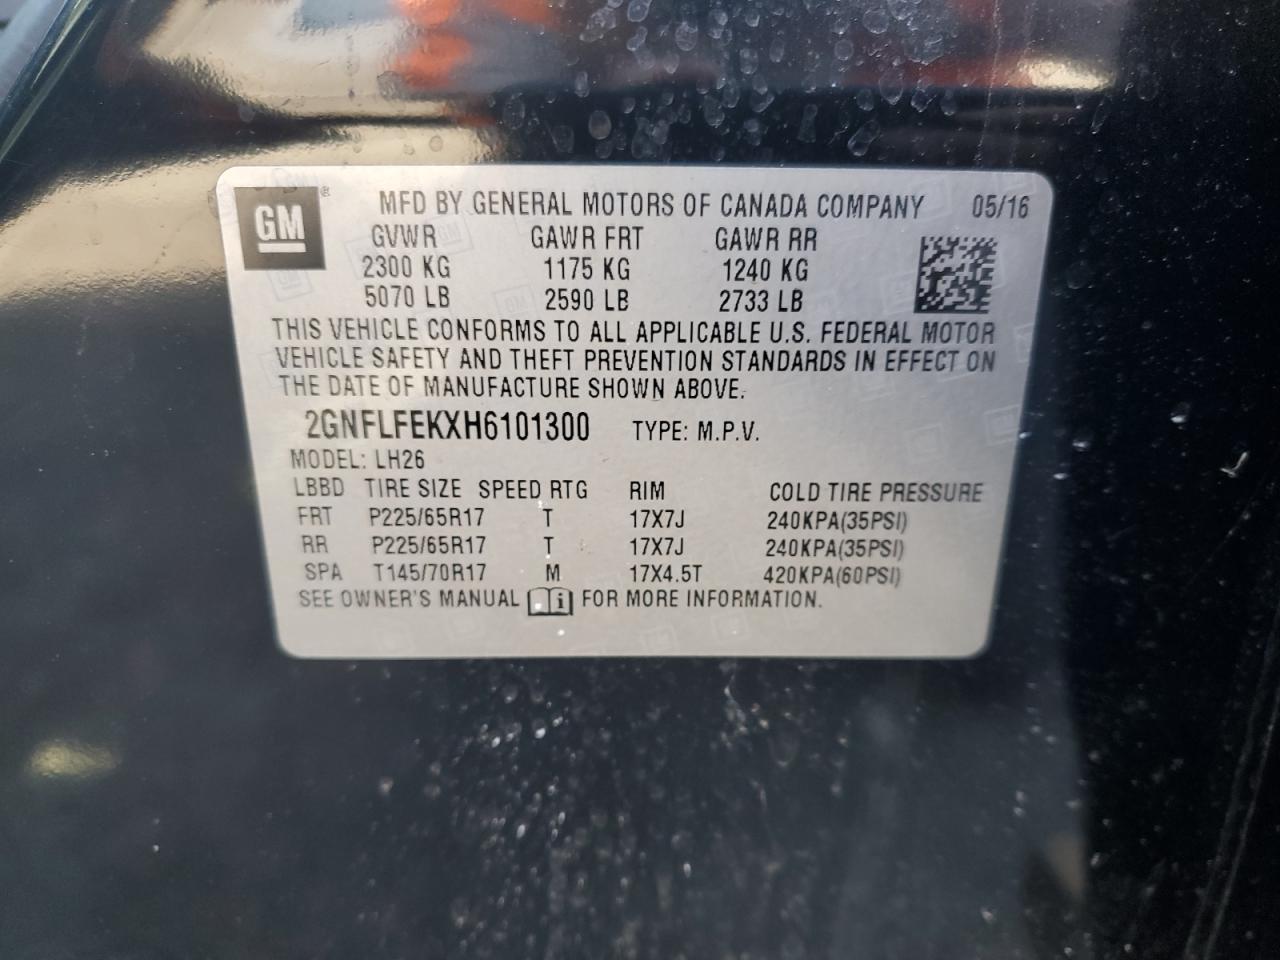 GM ® MFD BY GENERAL MOTORS OF CANADA COMPANY 05/16
GVWR GAWR FRT GAWR RR
2300 KG 1175 KG 1240 KG
5070 LB 2590 LB 2733 LB
THIS VEHICLE CONFORMS TO ALL APPLICABLE U.S. FEDERAL MOTOR
VEHICLE SAFETY AND THEFT PREVENTION STANDARDS IN EFFECT ON
THE DATE OF MANUFACTURE SHOWN ABOVE.
2GNFLFEKXH6101300 TYPE: M.P.V.
MODEL: LH26
LBBD TIRE SIZE SPEED RTG RIM COLD TIRE PRESSURE
FRT P225/65R17 T 17X7J 240KPA(35PSI)
RR P225/65R17 T 17X7J 240KPA(35PSI)
SPA T145/70R17 M 17X4.5T 420KPA(60PSI)
SEE OWNER'S MANUAL i FOR MORE INFORMATION.